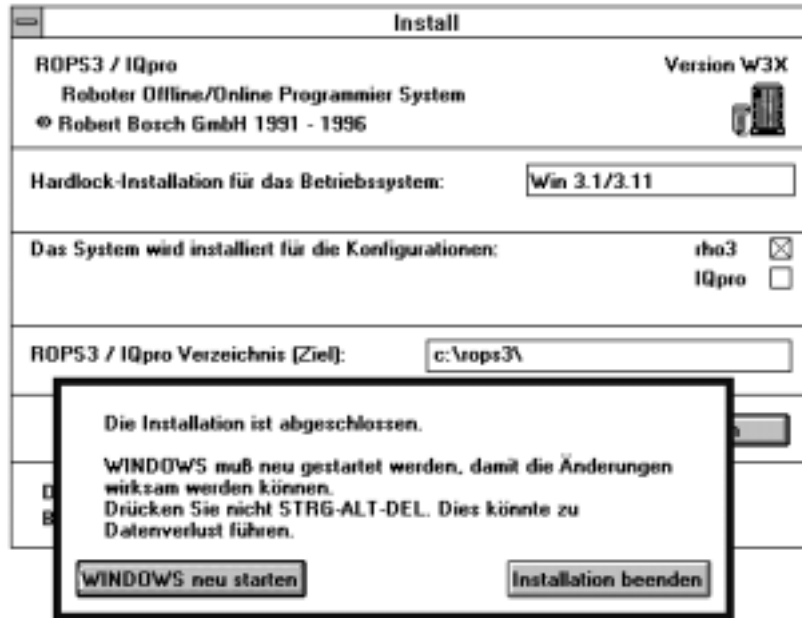 Install
ROPS3 / IQpro
Version W3X
Roboter Offline/Online Programmier System
© Robert Bosch GmbH 1991 - 1996
Hardlock-Installation für das Betriebssystem:
Win 3.1/3.11
Das System wird installiert für die Konfigurationen:
rho3
IQpro
ROPS3 / IQpro Verzeichnis (Ziel):
c:\rops3\
Die Installation ist abgeschlossen.
WINDOWS muß neu gestartet werden, damit die Änderungen
wirksam werden können.
Drücken Sie nicht STRG-ALT-DEL. Dies könnte zu
Datenverlust führen.
WINDOWS neu starten
Installation beenden